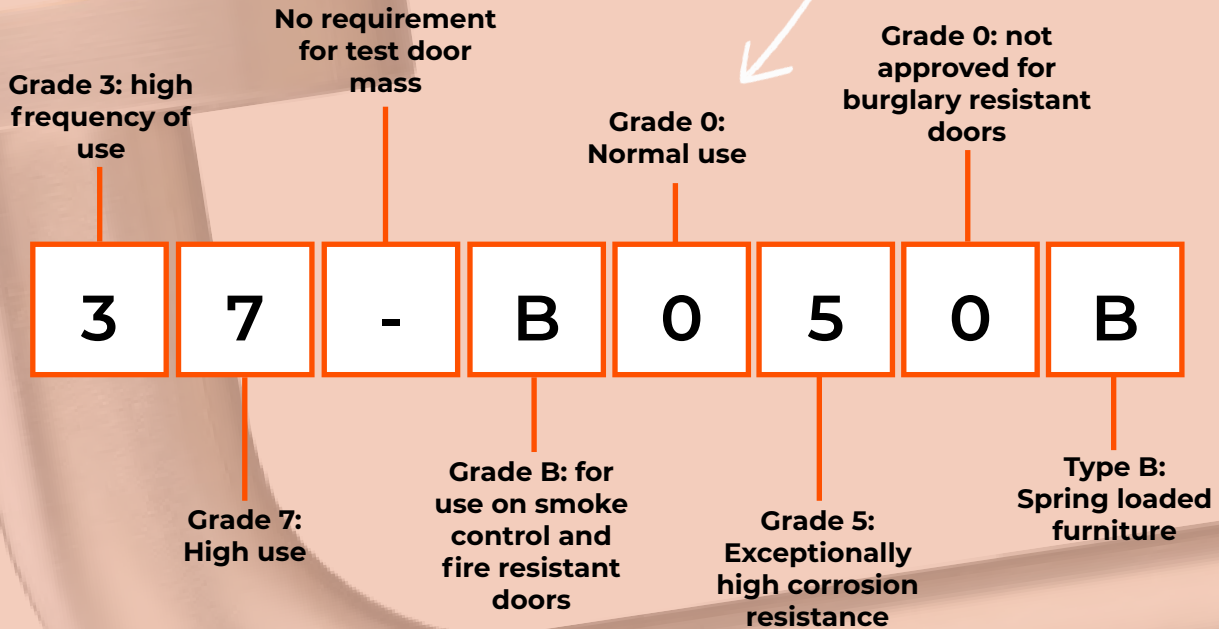 Grade 3: high
frequency of
use
No requirement
for test door
mass
Grade 0:
Normal use
Grade 0: not
approved for
burglary resistant
doors
3 7 - B 0 5 0 B
Grade 7:
High use
Grade B: for
use on smoke
control and
fire resistant
doors
Grade 5:
Exceptionally
high corrosion
resistance
Type B:
Spring loaded
furniture